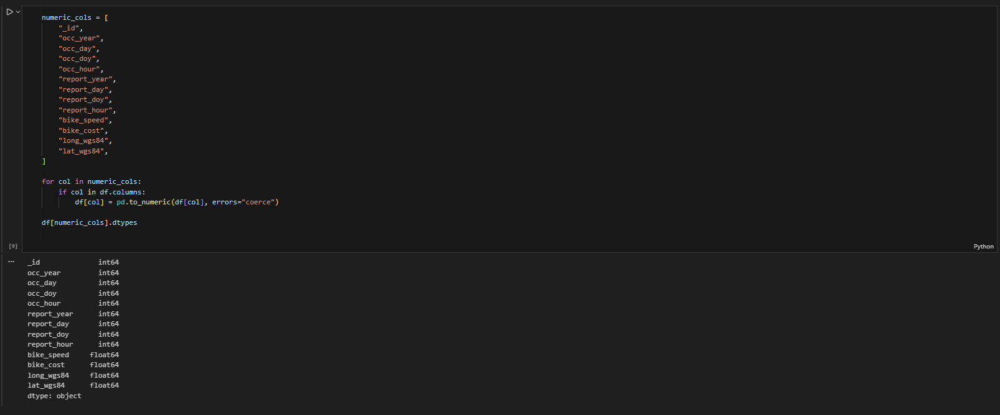 numeric_cols = [
    "_id",
    "occ_year",
    "occ_day",
    "occ_doy",
    "occ_hour",
    "report_year",
    "report_day",
    "report_doy",
    "report_hour",
    "bike_speed",
    "bike_cost",
    "long_wgs84",
    "lat_wgs84",
]
for col in numeric_cols:
    if col in df.columns:
        df[col] = pd.to_numeric(df[col], errors="coerce")
df[numeric_cols].dtypes
[9]
Python
_id int64
occ_year int64
occ_day int64
occ_doy int64
occ_hour int64
report_year int64
report_day int64
report_doy int64
report_hour int64
bike_speed float64
bike_cost float64
long_wgs84 float64
lat_wgs84 float64
dtype: object